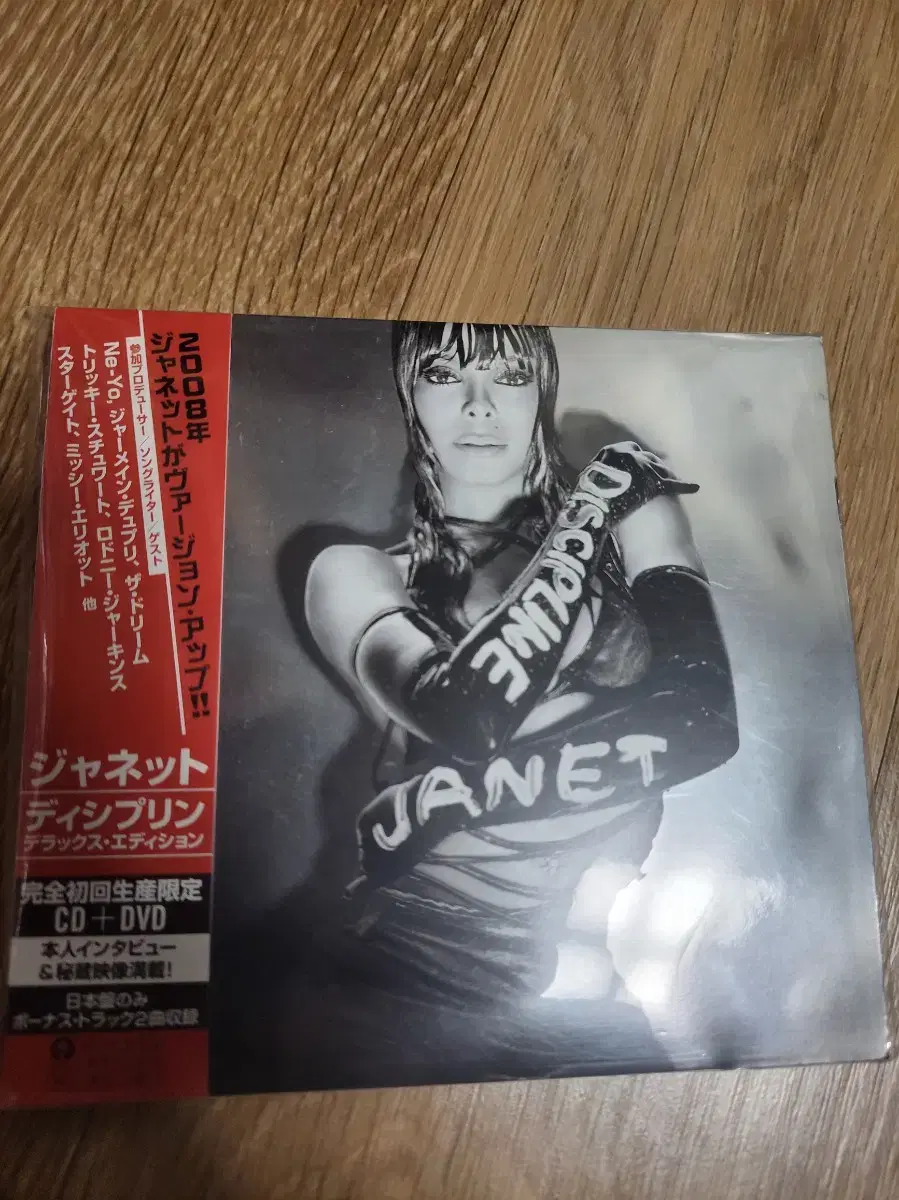 2008年
ジャネットがヴァージョン・アップ!!
参加プロデューサー/ソングライター/ゲスト
Ne-Yo, ジャーメイン・デュプリ、ザ・ドリーム
トリッキー・スチュワート、ロドニー・ジャーキンス
スターゲイト、ミッシー・エリオット 他
ジャネット
ディシプリン
デラックス・エディション
完全初回生産限定
CD+DVD
本人インタビュー
&秘蔵映像満載!
日本盤のみ
ボーナス・トラック2曲収録
DISCIPLINE
JANET